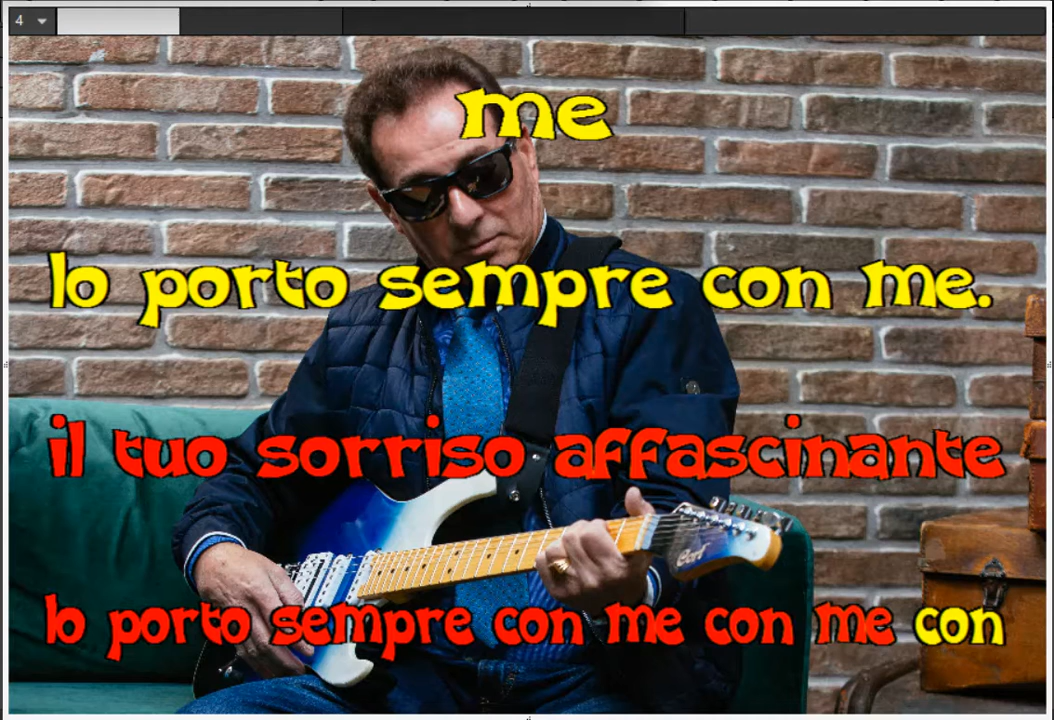 4
me
lo porto sempre con me.
il tuo sorriso affascinante
lo porto sempre con me con me con
Cort